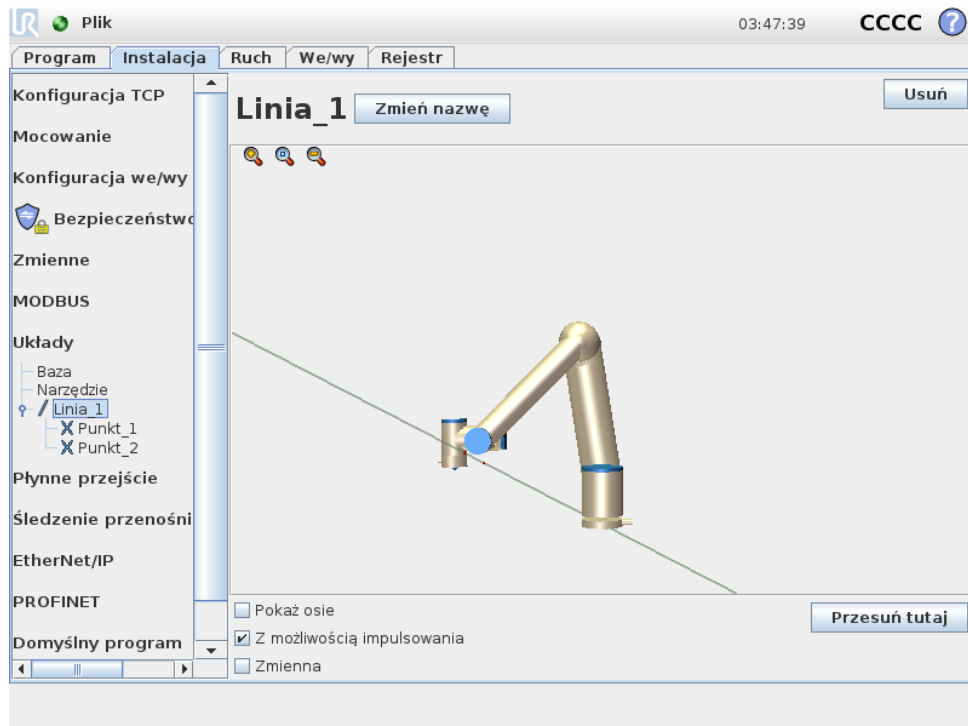 UR Plik 03:47:39 CCCC ?
Program Instalacja Ruch We/wy Rejestr
Konfiguracja TCP
Mocowanie
Konfiguracja we/wy
Bezpieczeństwo
Zmienne
MODBUS
Układy
Baza
Narzędzie
Linia_1
Punkt_1
Punkt_2
Płynne przejście
Śledzenie przenośni
EtherNet/IP
PROFINET
Domyślny program
Linia_1 Zmień nazwę Usuń
Pokaż osie
Z możliwością impulsowania
Zmienna
Przesuń tutaj